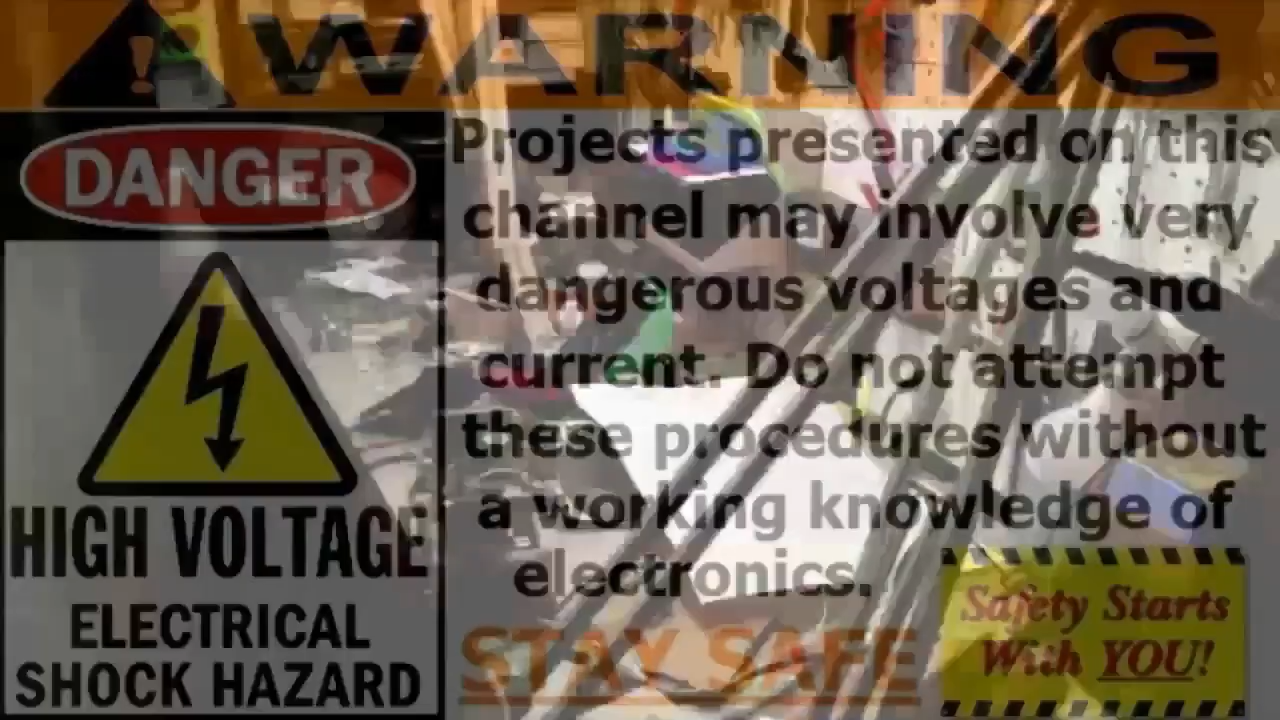 WARNING
DANGER
HIGH VOLTAGE
ELECTRICAL
SHOCK HAZARD
Projects presented on this
channel may involve very
dangerous voltages and
current. Do not attempt
these procedures without
a working knowledge of
electronics.
STAY SAFE
Safety Starts
With YOU!